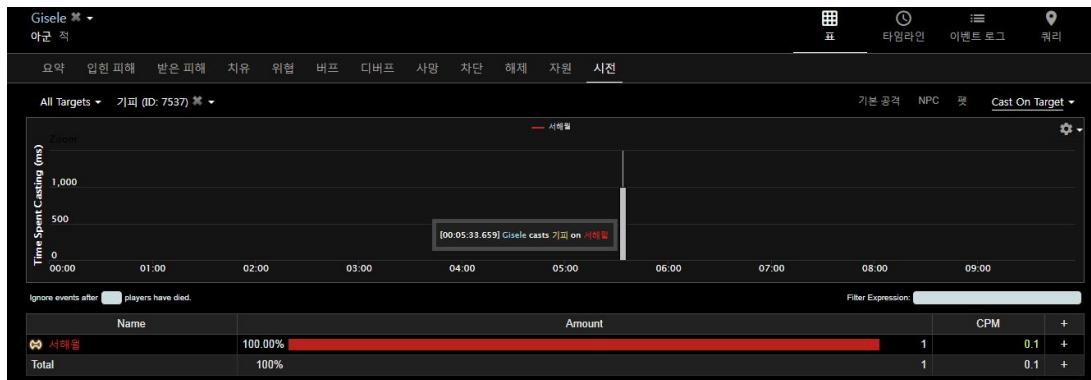 Gisele ✖ ▾
아군 적
표 타임라인 이벤트 로그 쿼리
요약 입힌 피해 받은 피해 치유 위협 버프 디버프 사망 차단 해제 자원 시전
All Targets ▾ 기피 (ID: 7537) ✖ ▾ 기본 공격 NPC 펫 Cast On Target ▾
서해월
Zoom
Time Spent Casting (ms)
1,000
500
[00:05:33.659] Gisele casts 기피 on 서해월
0
00:00 01:00 02:00 03:00 04:00 05:00 06:00 07:00 08:00 09:00
Ignore events after players have died. Filter Expression:
Name Amount CPM +
서해월 100.00% 1 0.1 +
Total 100% 1 0.1 +